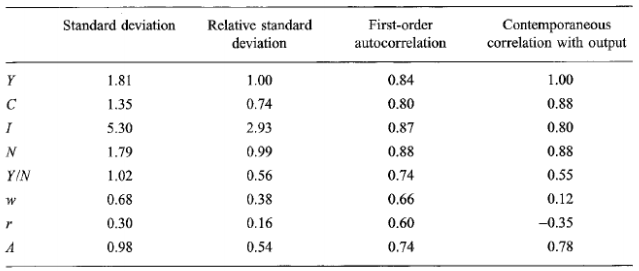 Standard deviation Relative standard deviation First-order autocorrelation Contemporaneous correlation with output
Y 1.81 1.00 0.84 1.00
C 1.35 0.74 0.80 0.88
I 5.30 2.93 0.87 0.80
N 1.79 0.99 0.88 0.88
Y/N 1.02 0.56 0.74 0.55
w 0.68 0.38 0.66 0.12
r 0.30 0.16 0.60 −0.35
A 0.98 0.54 0.74 0.78